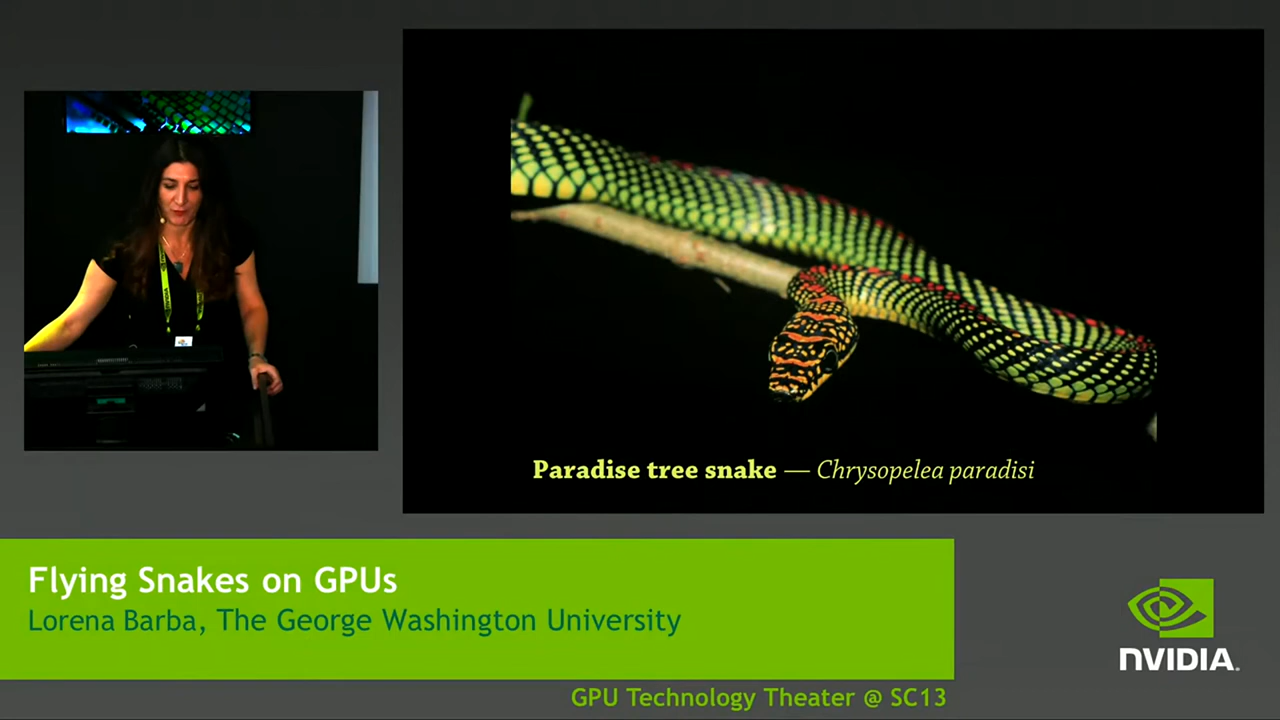 Paradise tree snake — Chrysopelea paradisi
Flying Snakes on GPUs
Lorena Barba, The George Washington University
NVIDIA.
GPU Technology Theater @ SC13